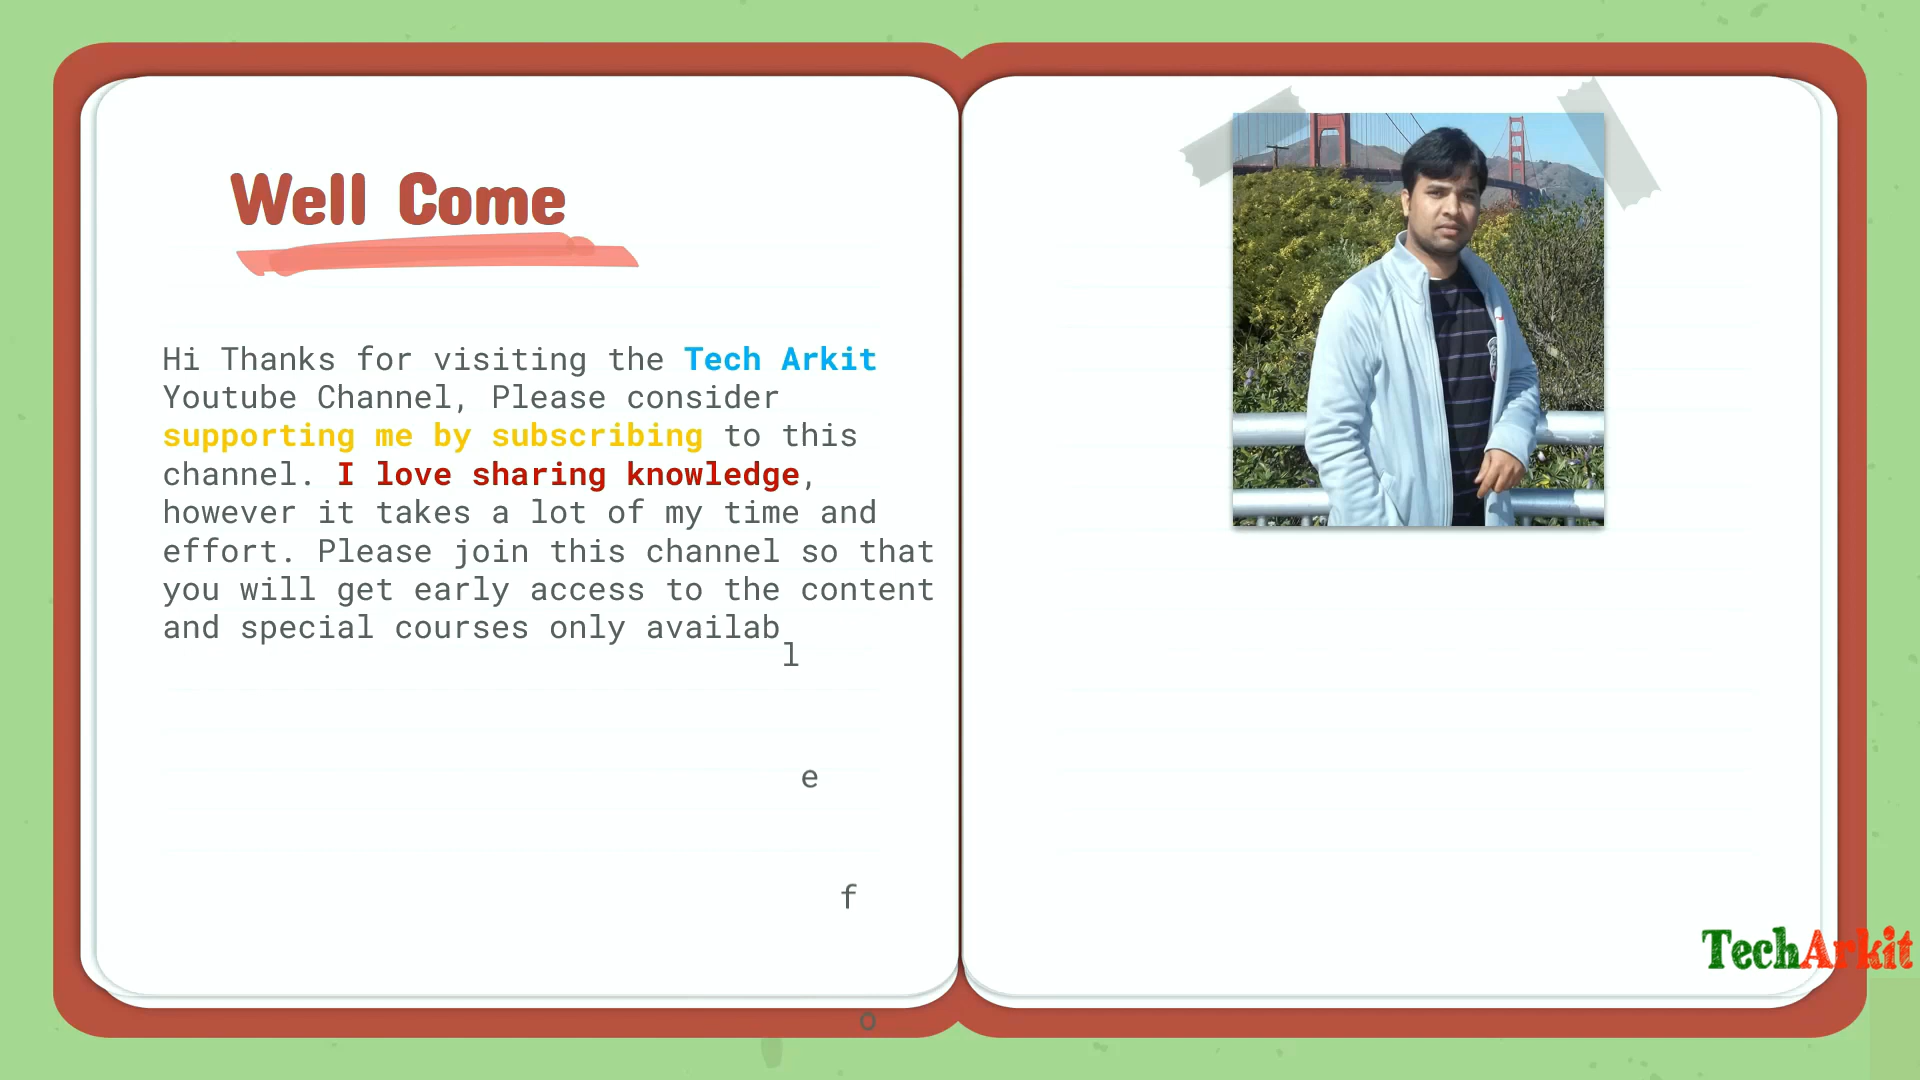 Well Come
Hi Thanks for visiting the Tech Arkit
Youtube Channel, Please consider
supporting me by subscribing to this
channel. I love sharing knowledge,
however it takes a lot of my time and
effort. Please join this channel so that
you will get early access to the content
and special courses only availab
l
e
f
o
TechArkit